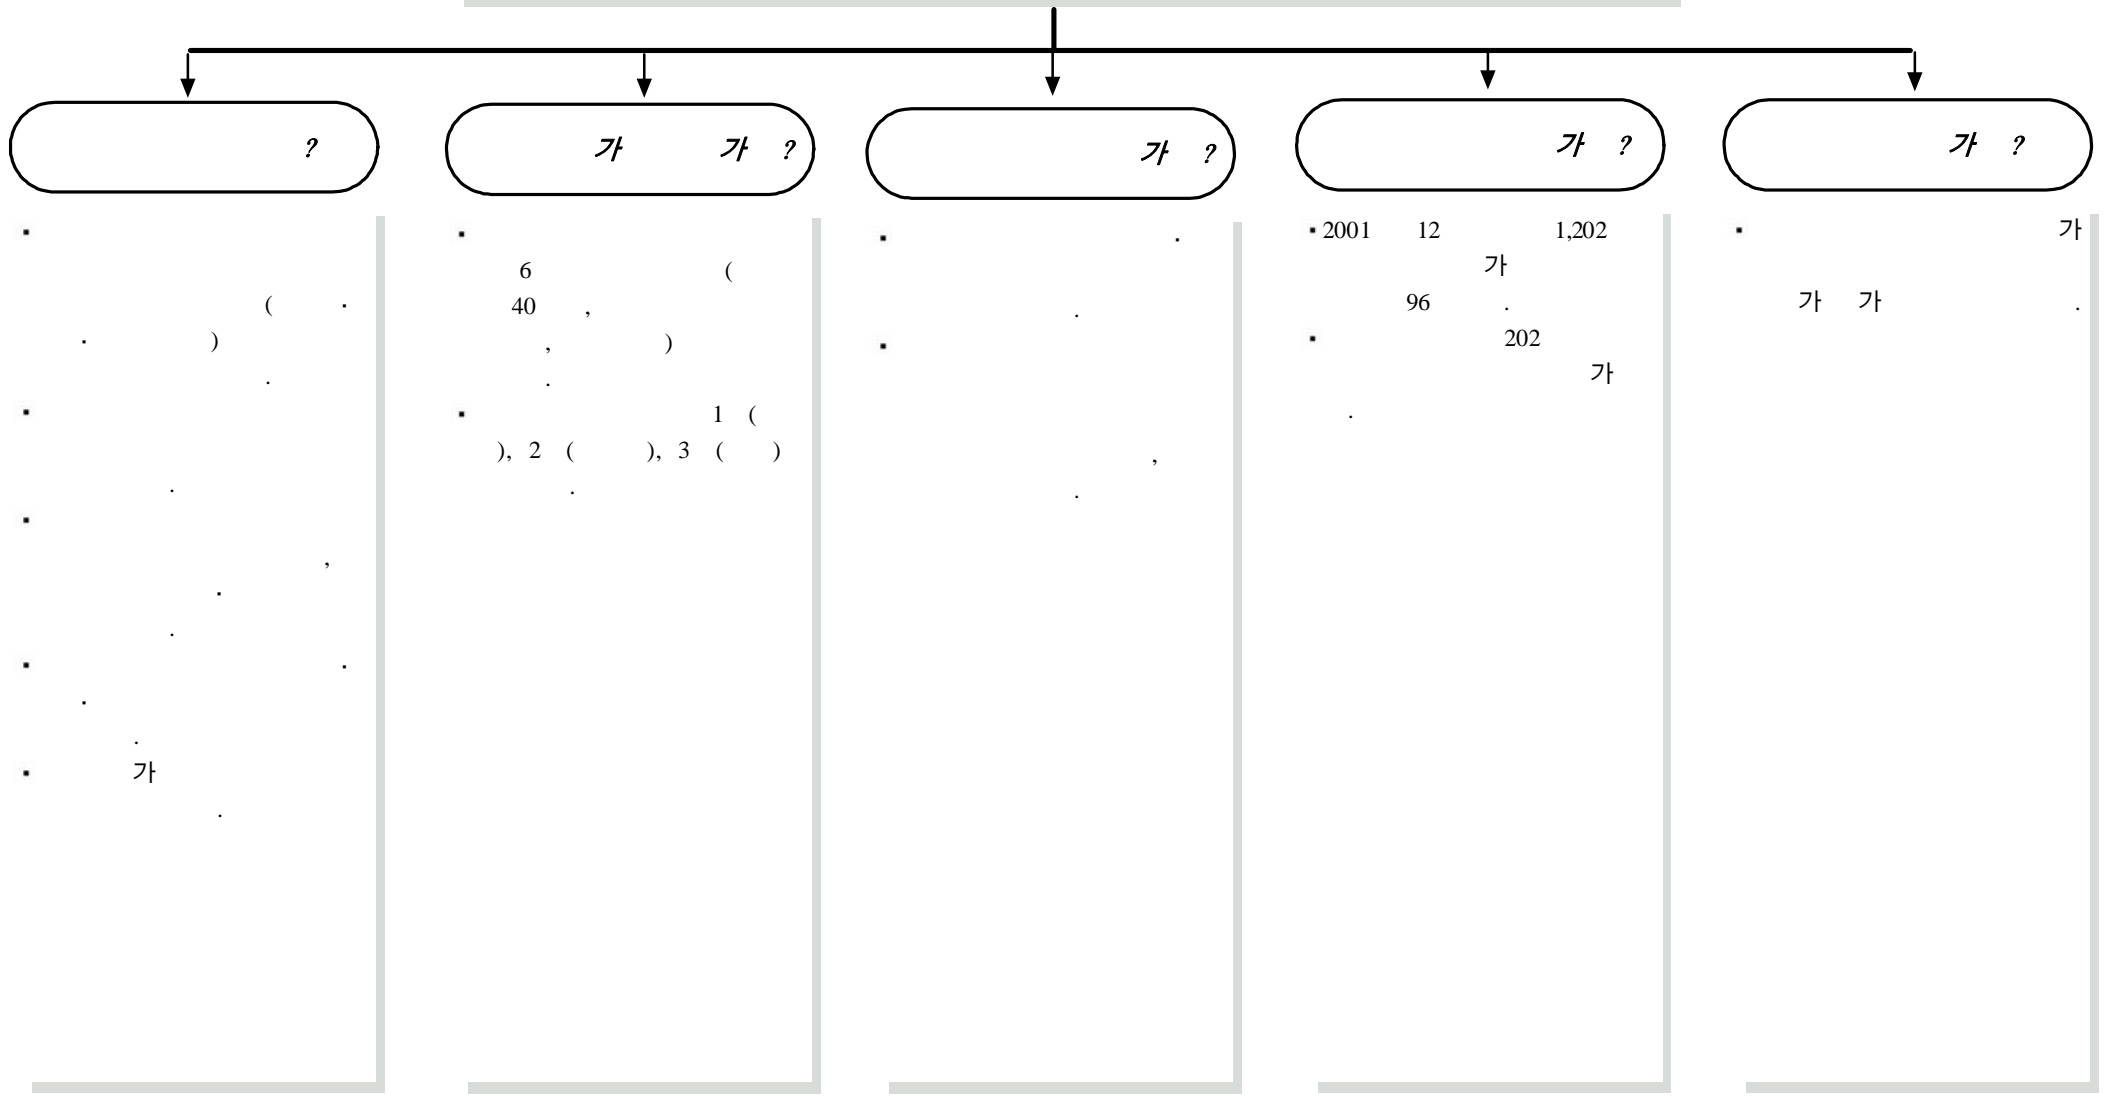 ?
가 가 ?
가 ?
가 ?
가 ?
▪
( ▪
▪ )
.
▪
.
▪
,
▪
.
▪ ▪
▪
.
▪ 가
.
▪
6 (
40 ,
, )
.
▪ 1 (
), 2 ( ), 3 ( )
.
▪ .
.
▪
,
.
▪ 2001 12 1,202
가
96 .
▪ 202
가
.
▪ 가
가 가 .